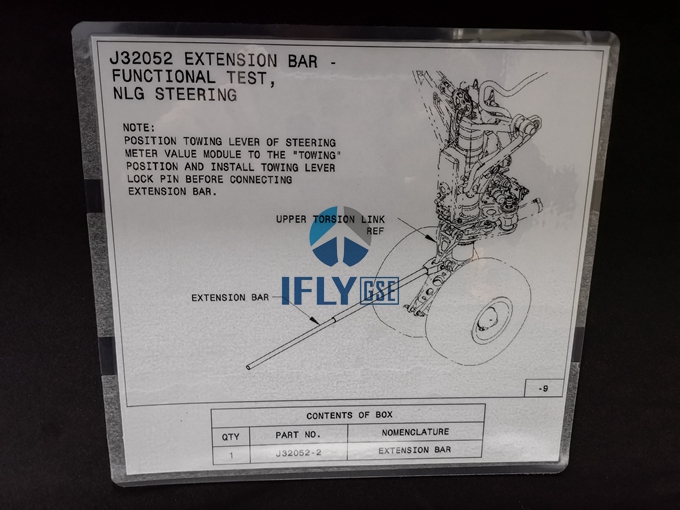 J32052 EXTENSION BAR -
FUNCTIONAL TEST,
NLG STEERING
NOTE:
POSITION TOWING LEVER OF STEERING
METER VALUE MODULE TO THE "TOWING"
POSITION AND INSTALL TOWING LEVER
LOCK PIN BEFORE CONNECTING
EXTENSION BAR.
UPPER TORSION LINK
REF
IFLY GSE
EXTENSION BAR
-9
CONTENTS OF BOX
QTY PART NO. NOMENCLATURE
1 J32052-2 EXTENSION BAR